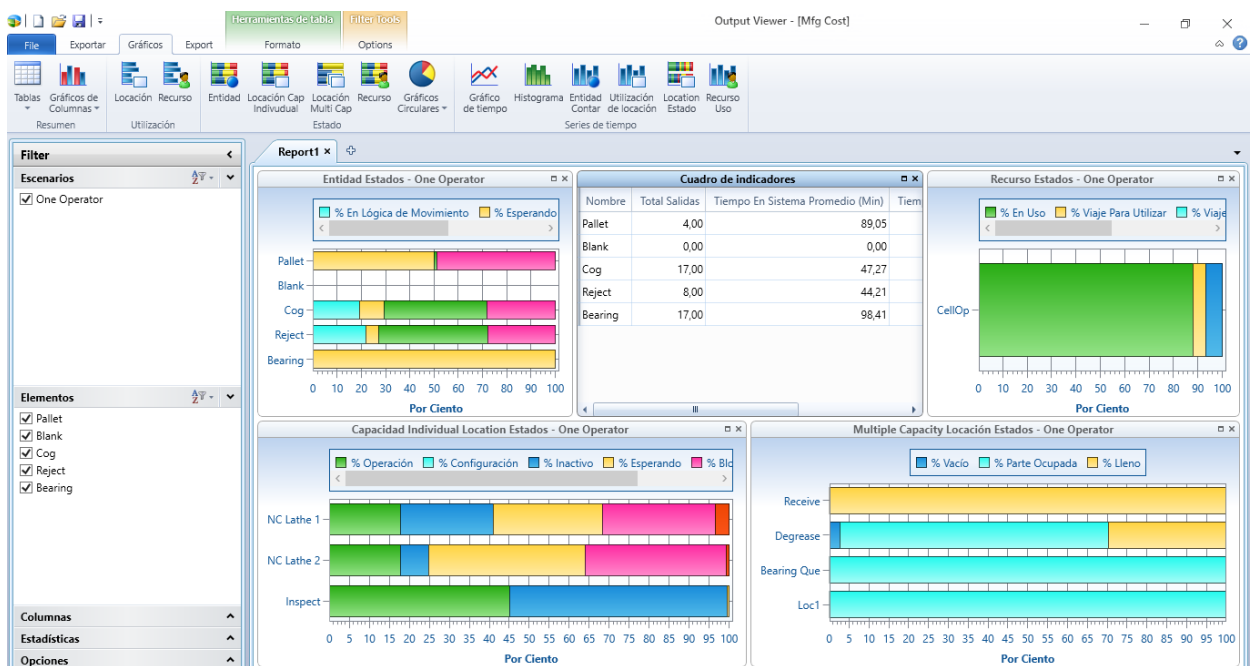 Herramientas de tabla Filter Tools Output Viewer - [Mfg Cost]
File Exportar Gráficos Export Formato Options
Tablas Gráficos de Columnas Locación Recurso Entidad Locación Cap Indivudual Locación Multi Cap Recurso Gráficos Circulares Gráfico de tiempo Histograma Entidad Contar Utilización de locación Location Estado Recurso Uso
Resumen Utilización Estado Series de tiempo
Filter
Escenarios
One Operator
Elementos
Pallet
Blank
Cog
Reject
Bearing
Columnas
Estadísticas
Opciones
Report1
Entidad Estados - One Operator
% En Lógica de Movimiento % Esperando
Pallet
Blank
Cog
Reject
Bearing
0 10 20 30 40 50 60 70 80 90 100
Por Ciento
Cuadro de indicadores
Nombre Total Salidas Tiempo En Sistema Promedio (Min) Tiem
Pallet 4,00 89,05
Blank 0,00 0,00
Cog 17,00 47,27
Reject 8,00 44,21
Bearing 17,00 98,41
Recurso Estados - One Operator
% En Uso % Viaje Para Utilizar % Viaje
CellOp
0 10 20 30 40 50 60 70 80 90 100
Por Ciento
Capacidad Individual Location Estados - One Operator
% Operación % Configuración % Inactivo % Esperando % Blo
NC Lathe 1
NC Lathe 2
Inspect
0 5 10 15 20 25 30 35 40 45 50 55 60 65 70 75 80 85 90 95 100
Por Ciento
Multiple Capacity Locación Estados - One Operator
% Vacío % Parte Ocupada % Lleno
Receive
Degrease
Bearing Que
Loc1
0 5 10 15 20 25 30 35 40 45 50 55 60 65 70 75 80 85 90 95 100
Por Ciento